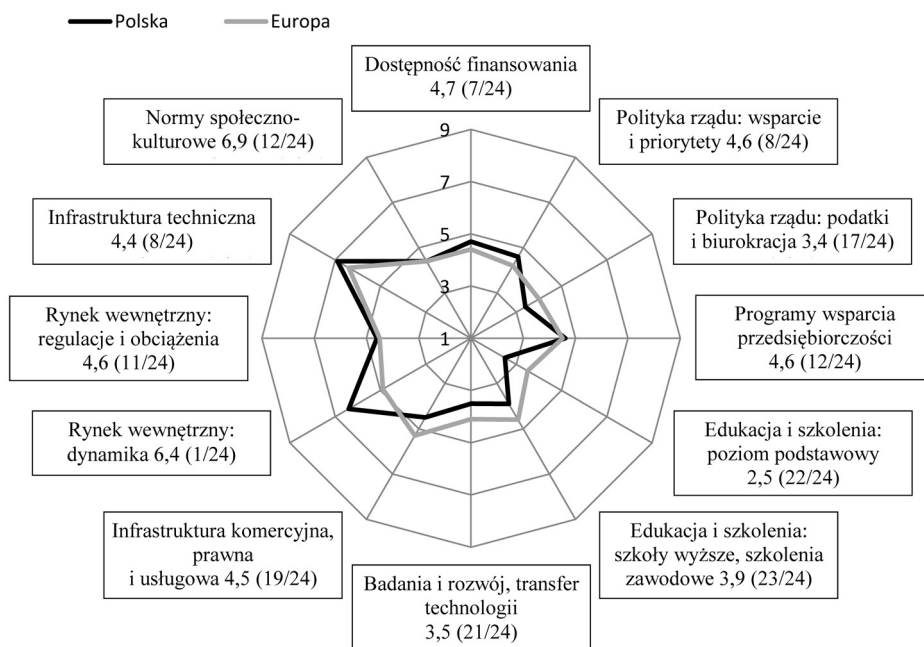 Polska
Europa
Dostępność finansowania
4,7 (7/24)
Normy społeczno-
kulturowe 6,9 (12/24)
Polityka rządu: wsparcie
i priorytety 4,6 (8/24)
Infrastruktura techniczna
4,4 (8/24)
Polityka rządu: podatki
i biurokracja 3,4 (17/24)
Rynek wewnętrzny:
regulacje i obciążenia
4,6 (11/24)
Programy wsparcia
przedsiębiorczości
4,6 (12/24)
Rynek wewnętrzny:
dynamika 6,4 (1/24)
Edukacja i szkolenia:
poziom podstawowy
2,5 (22/24)
Infrastruktura komercyjna,
prawna
i usługowa 4,5 (19/24)
Badania i rozwój, transfer
technologii
3,5 (21/24)
Edukacja i szkolenia:
szkoły wyższe, szkolenia
zawodowe 3,9 (23/24)
9
7
5
3
1